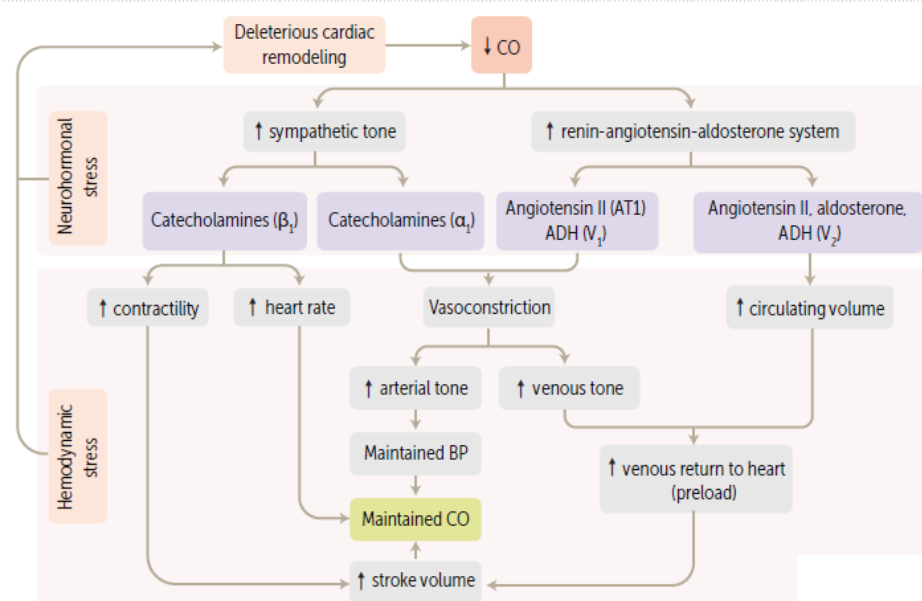 Deleterious cardiac
remodeling
↓ CO
Neurohormonal
stress
↑ sympathetic tone
↑ renin-angiotensin-aldosterone system
Catecholamines (β₁)
Catecholamines (α₁)
Angiotensin II (AT1)
ADH (V₁)
Angiotensin II, aldosterone,
ADH (V₂)
Hemodynamic
stress
↑ contractility
↑ heart rate
Vasoconstriction
↑ circulating volume
↑ arterial tone
↑ venous tone
Maintained BP
↑ venous return to heart
(preload)
Maintained CO
↑ stroke volume